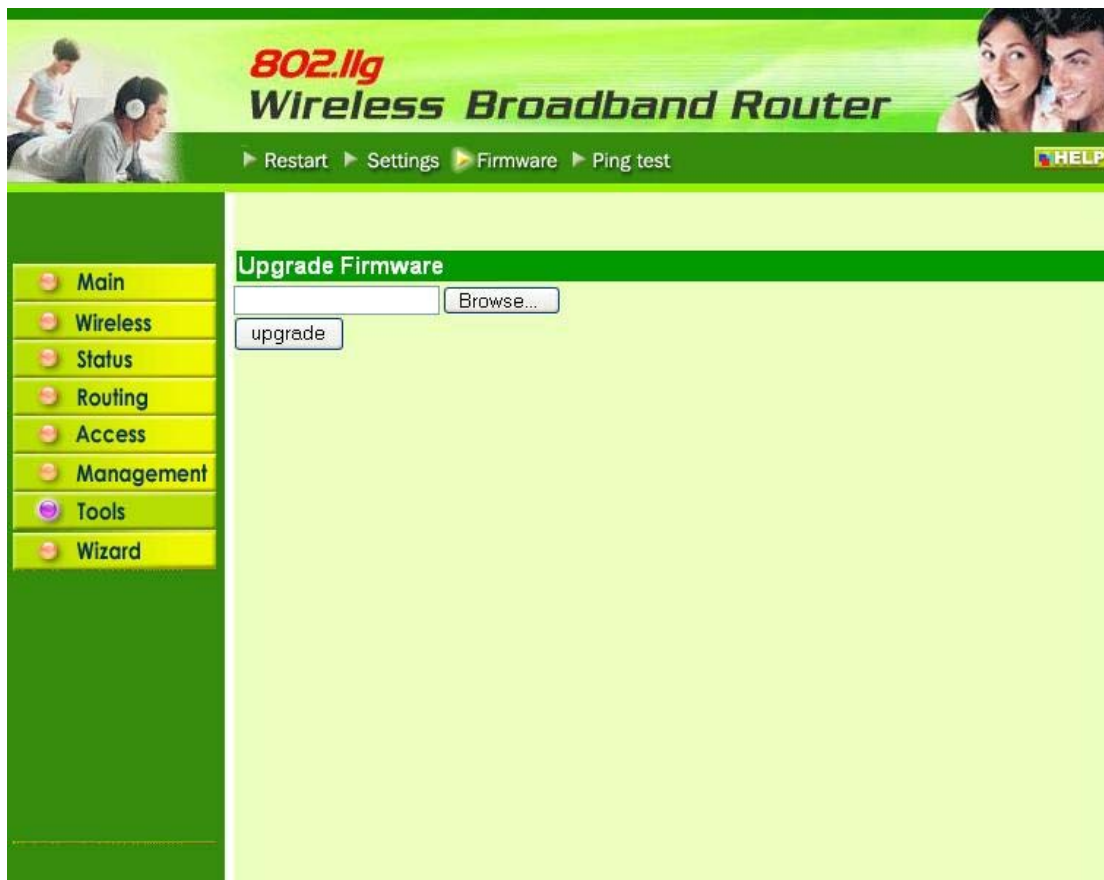 802.11g
Wireless Broadband Router
Restart Settings Firmware Ping test
HELP
Main
Wireless
Status
Routing
Access
Management
Tools
Wizard
Upgrade Firmware
Browse...
upgrade